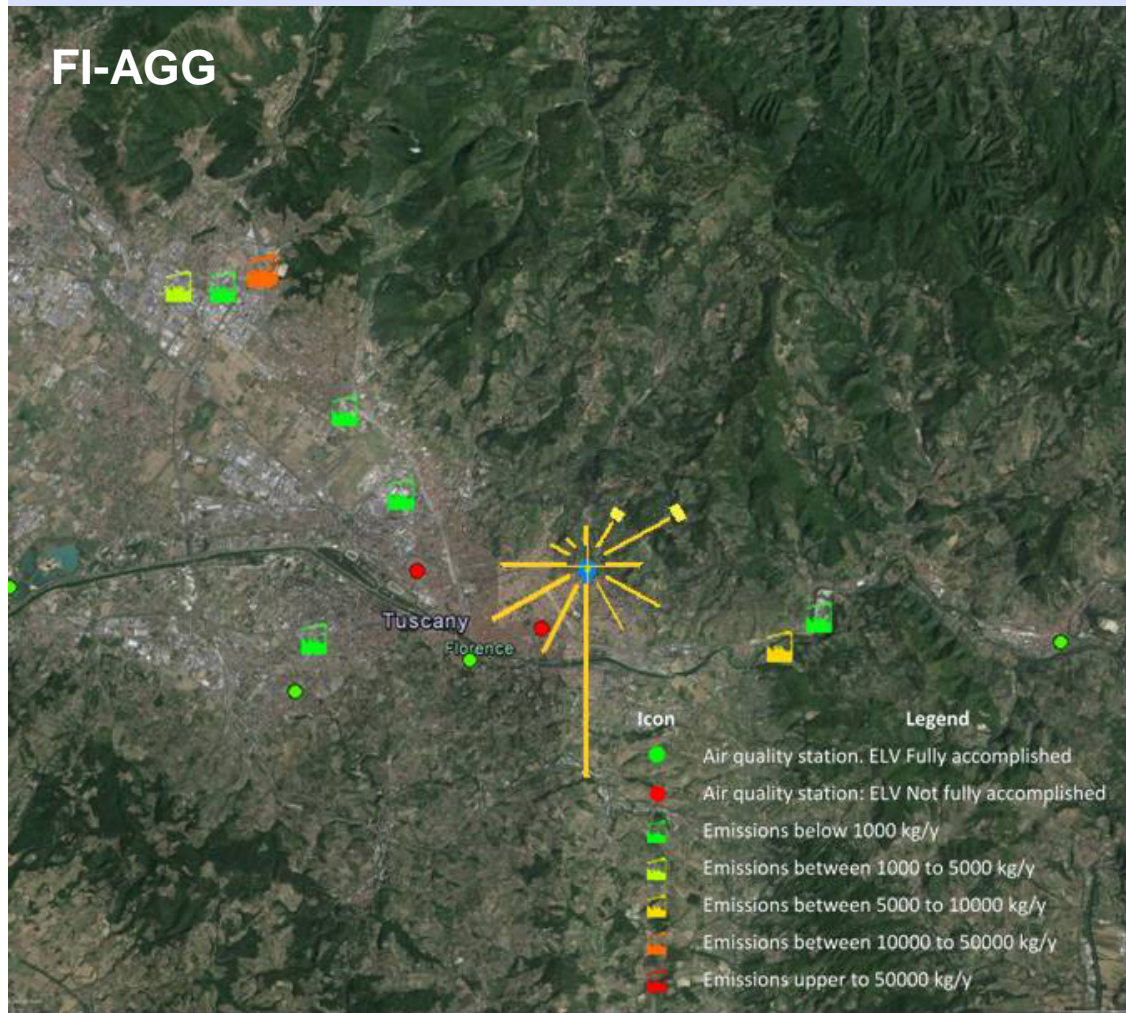 FI-AGG
Tuscany
Florence
Icon Legend
Air quality station. ELV Fully accomplished
Air quality station: ELV Not fully accomplished
Emissions below 1000 kg/y
Emissions between 1000 to 5000 kg/y
Emissions between 5000 to 10000 kg/y
Emissions between 10000 to 50000 kg/y
Emissions upper to 50000 kg/y